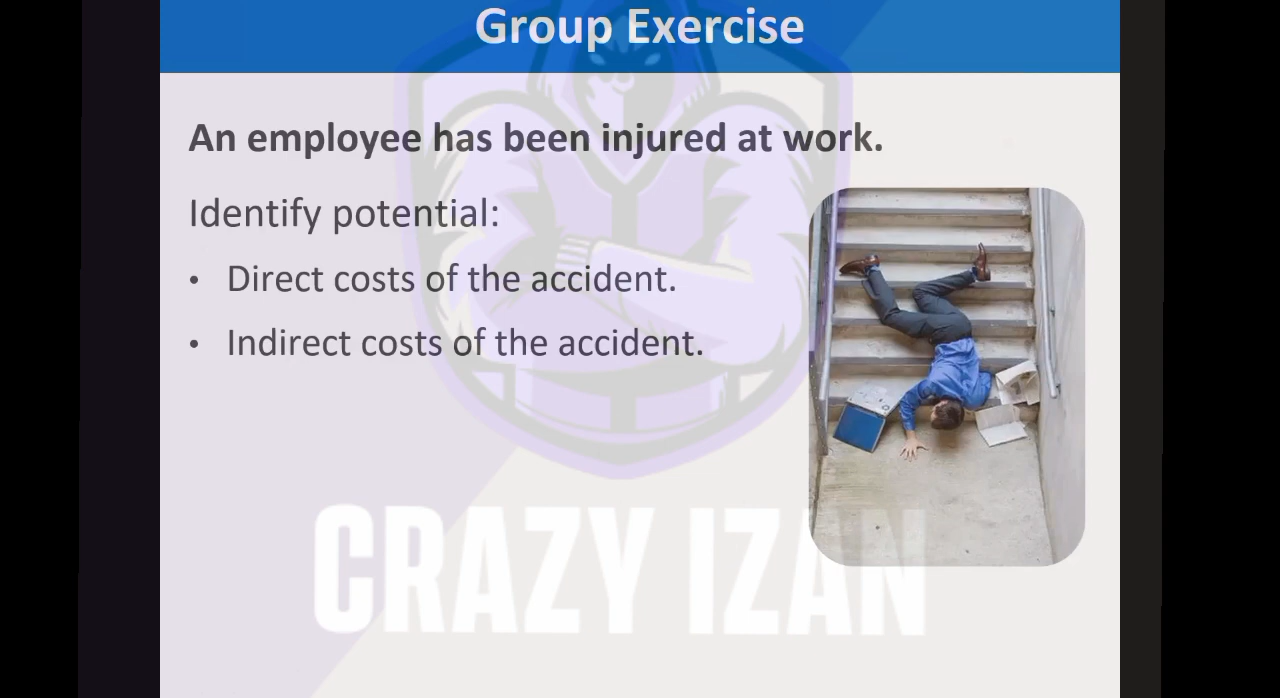 Group Exercise
An employee has been injured at work.
Identify potential:
• Direct costs of the accident.
• Indirect costs of the accident.
CRAZY IZAN